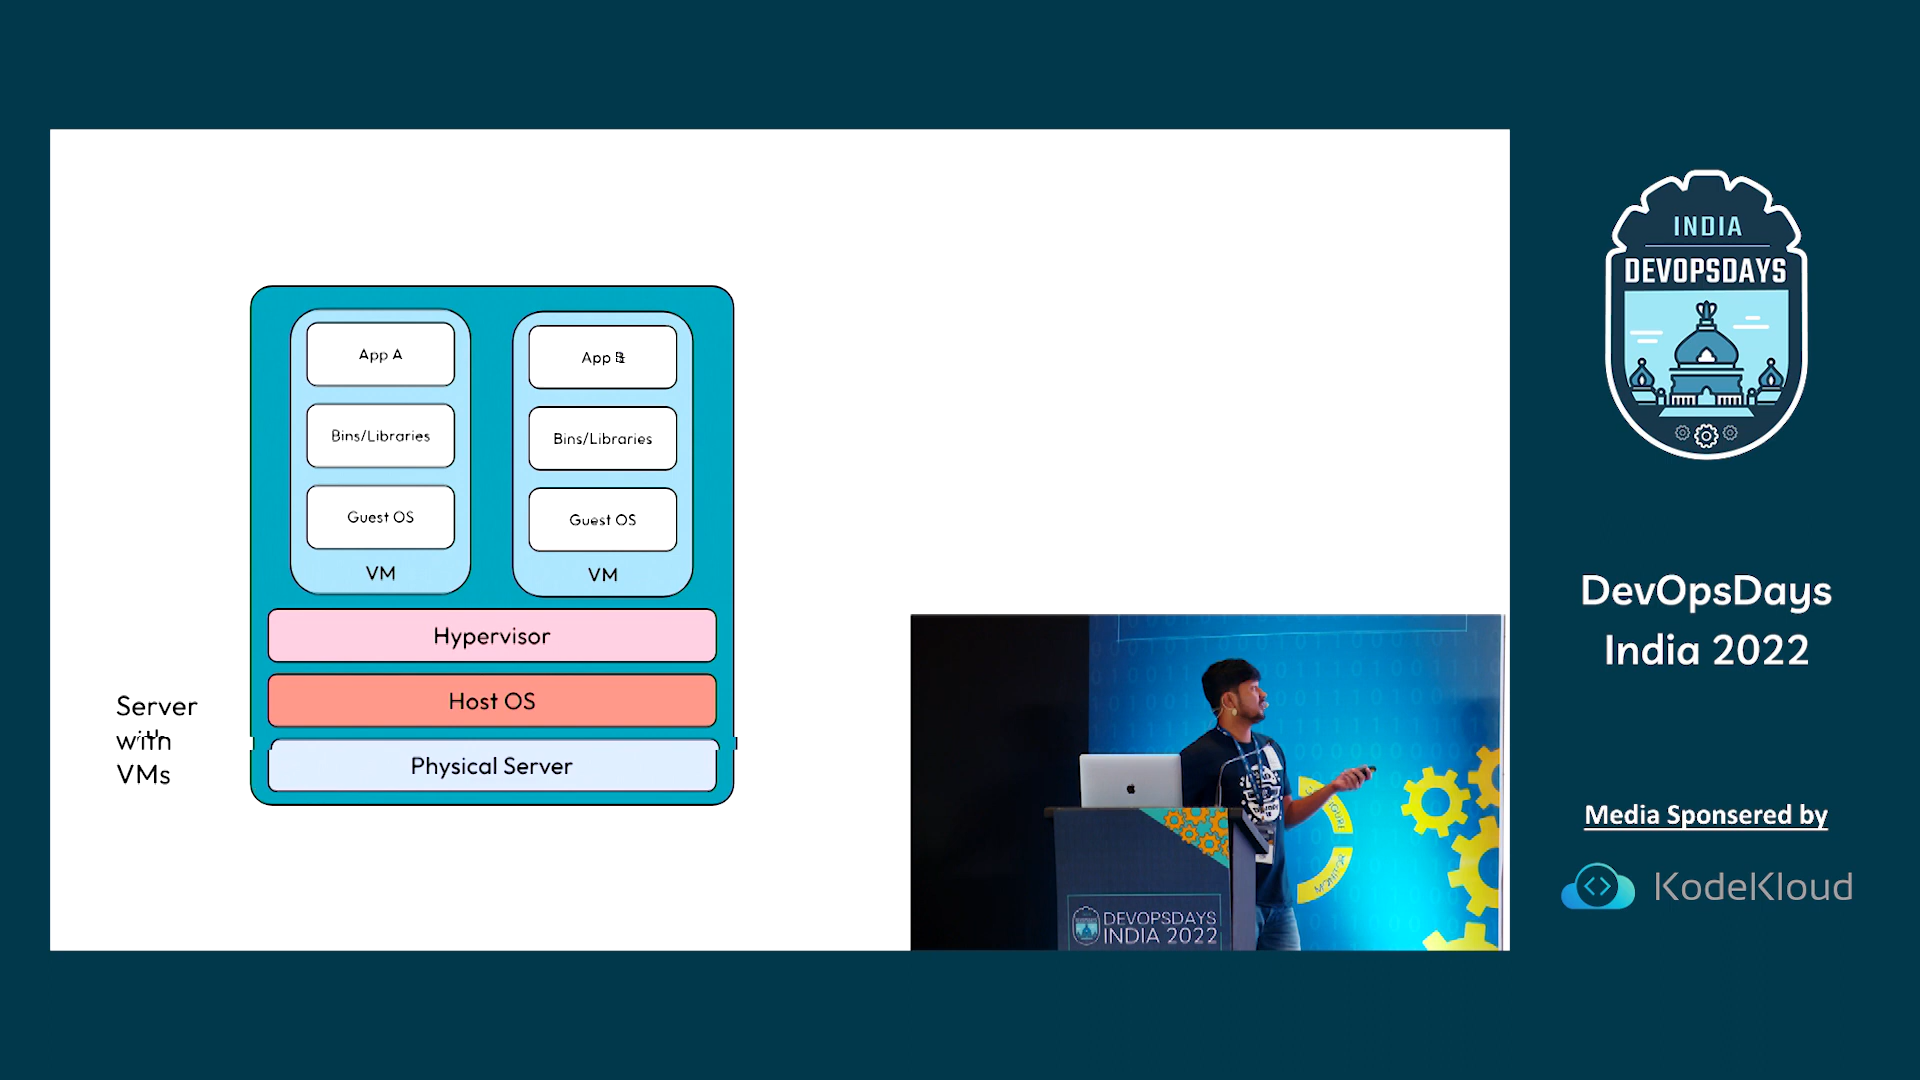 App A
Bins/Libraries
Guest OS
VM
App
Bins/Libraries
Guest OS
VM
Hypervisor
Host OS
Physical Server
Server
with
VMs
MONITOR
DEVOPSDAYS
INDIA 2022
INDIA
DEVOPSDAYS
DevOpsDays
India 2022
Media Sponsered by
KodeKloud